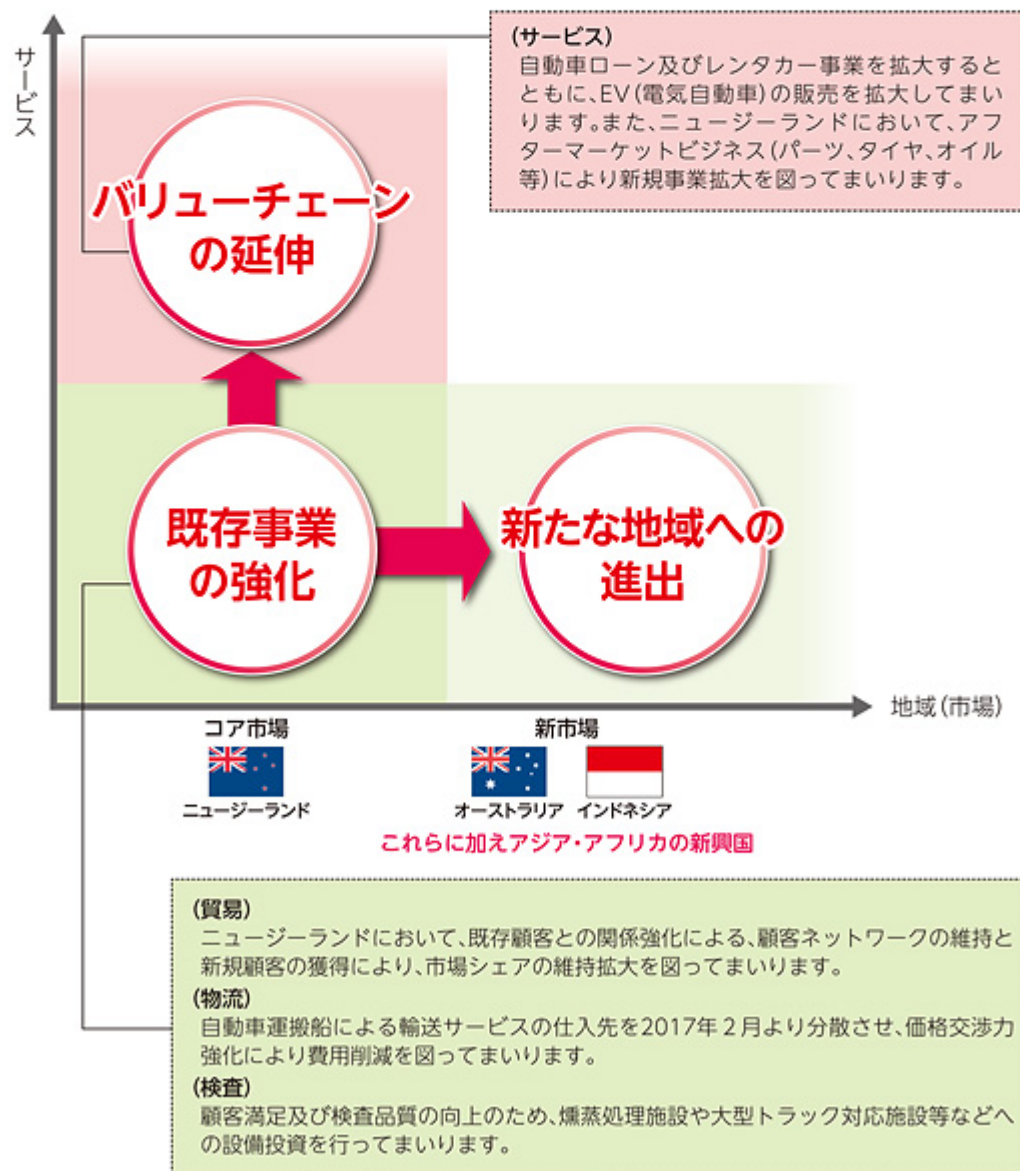 サービス
(サービス)
自動車ローン及びレンタカー事業を拡大すると
ともに、EV(電気自動車)の販売を拡大してまい
ります。また、ニュージーランドにおいて、アフ
ターマーケットビジネス(パーツ、タイヤ、オイル
等)により新規事業拡大を図ってまいります。
バリューチェーン
の延伸
既存事業
の強化
新たな地域への
進出
地域(市場)
コア市場
ニュージーランド
新市場
オーストラリア
インドネシア
これらに加えアジア・アフリカの新興国
(貿易)
ニュージーランドにおいて、既存顧客との関係強化による、顧客ネットワークの維持と
新規顧客の獲得により、市場シェアの維持拡大を図ってまいります。
(物流)
自動車運搬船による輸送サービスの仕入先を2017年2月より分散させ、価格交渉力
強化により費用削減を図ってまいります。
(検査)
顧客満足及び検査品質の向上のため、燻蒸処理施設や大型トラック対応施設等などへ
の設備投資を行ってまいります。